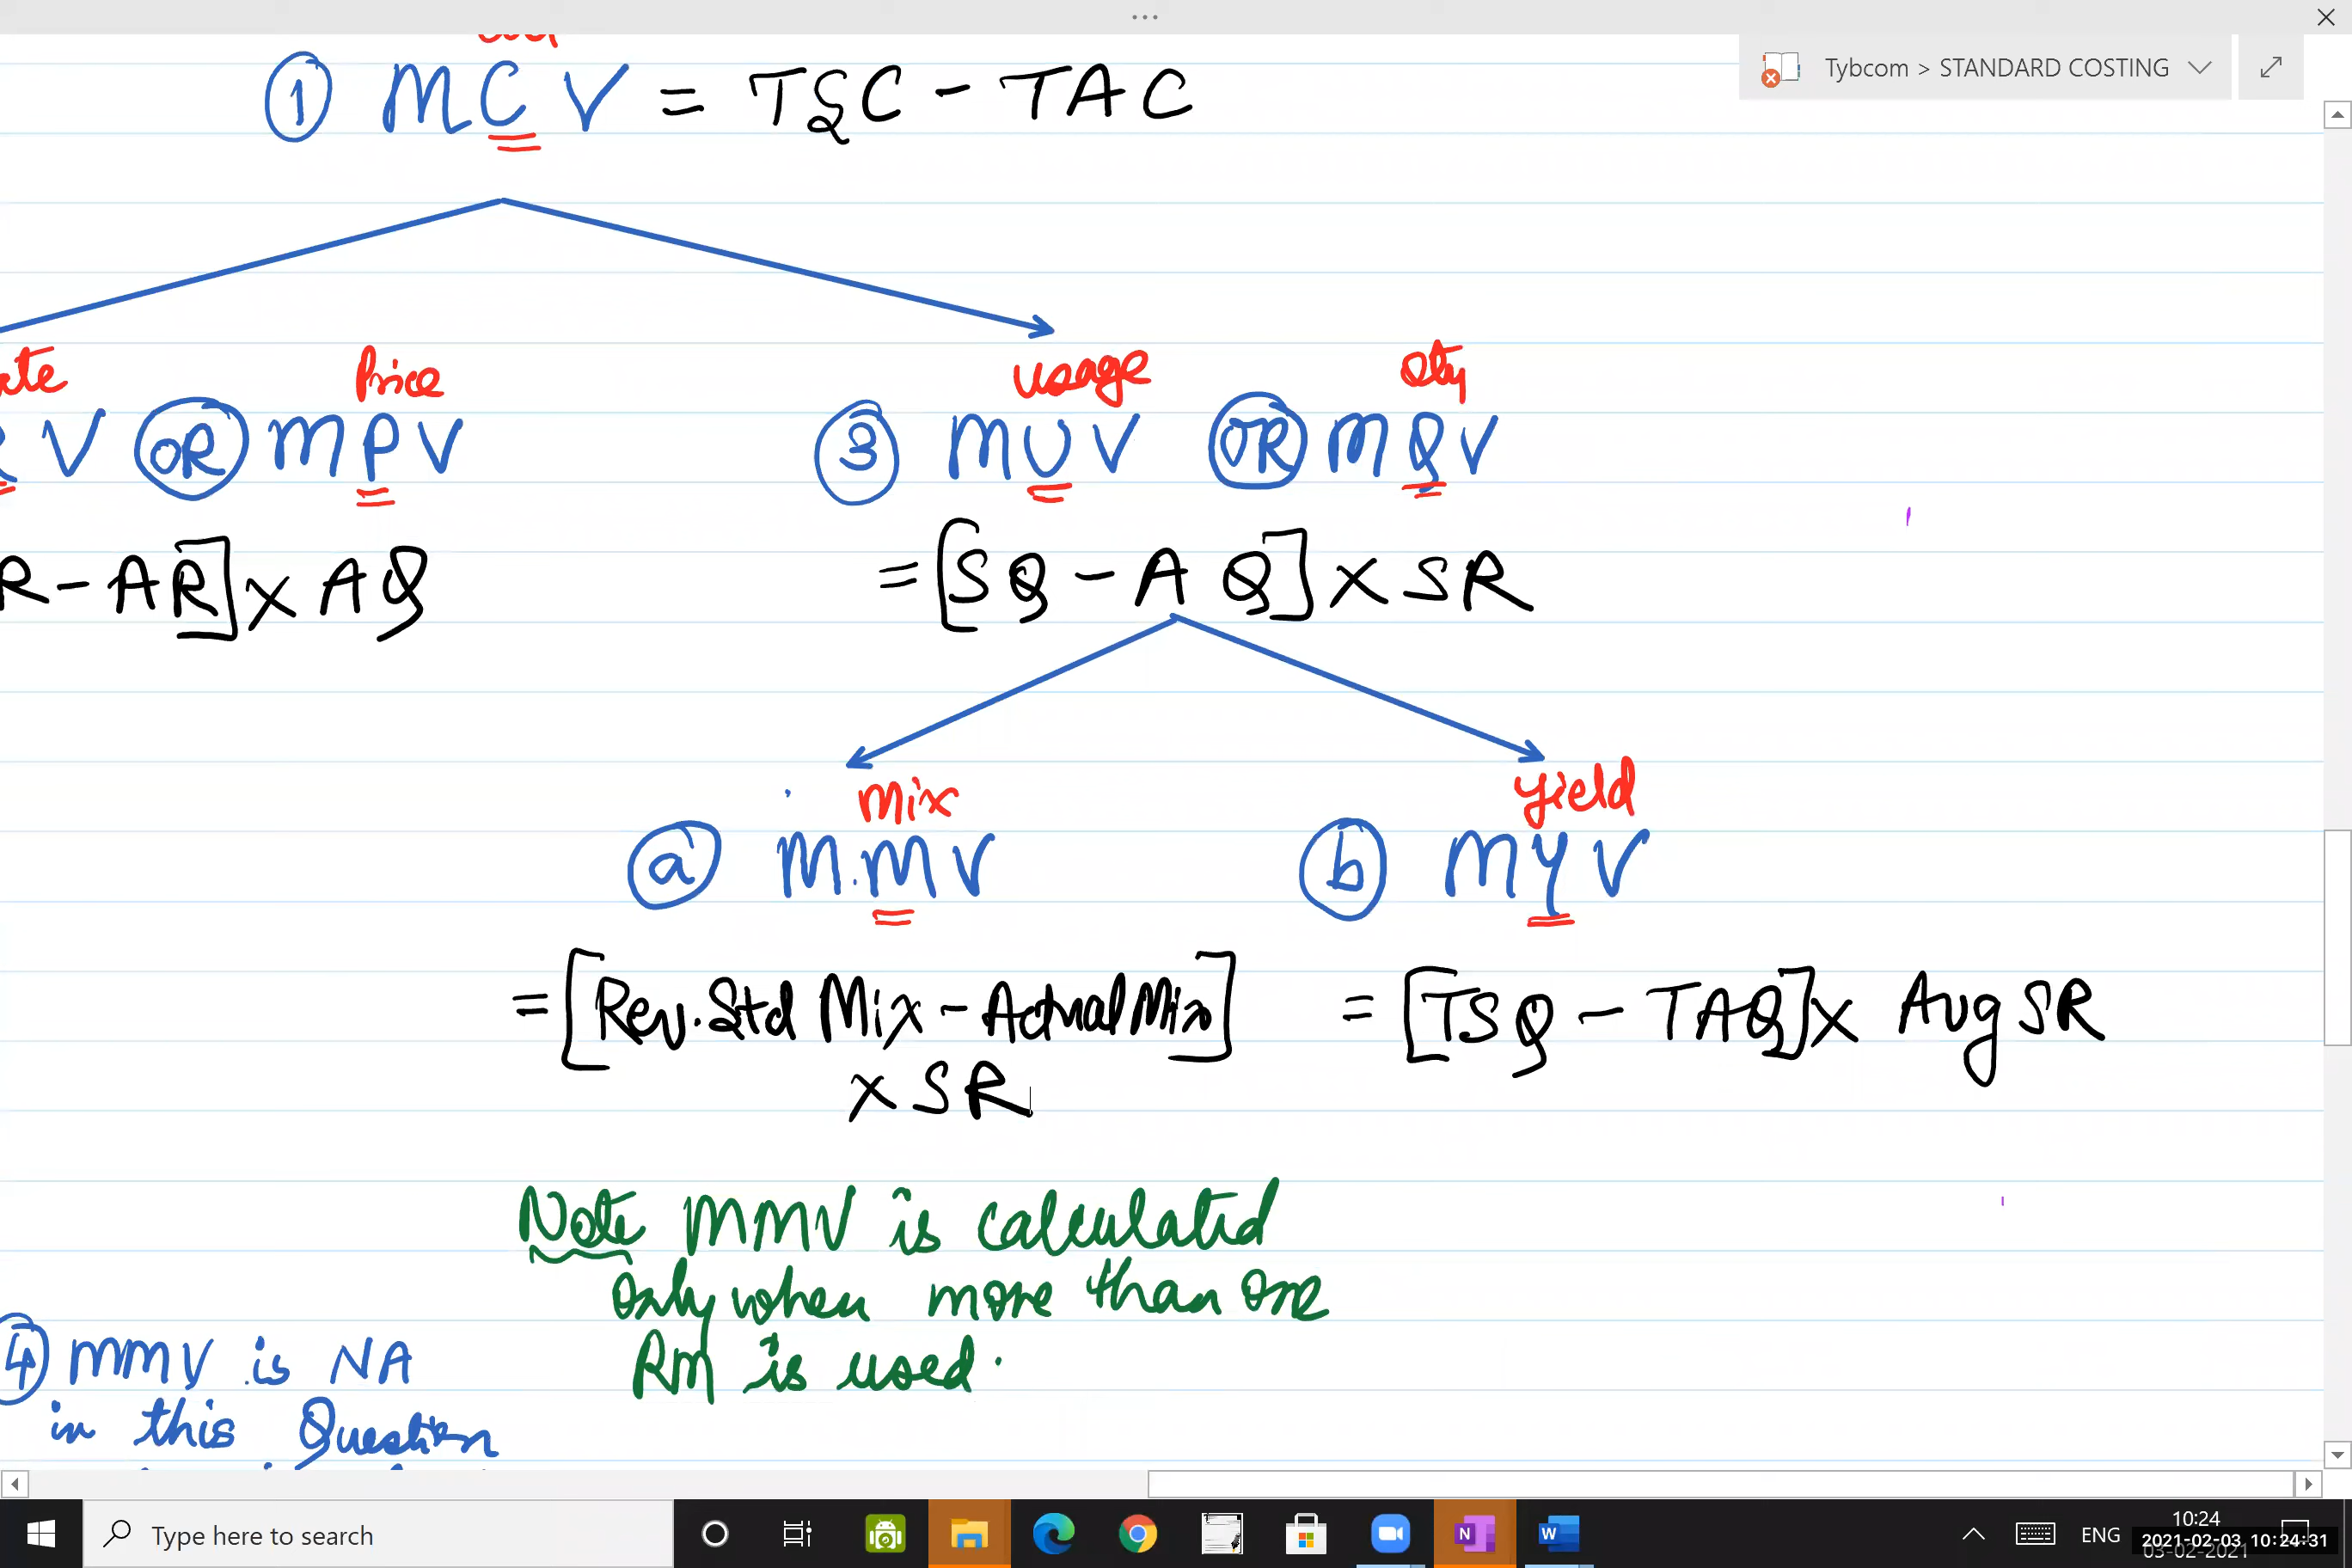 Tybcom > STANDARD COSTING
① MCV = TSC - TAC
Price
usage
qty
V OR MPV
③ MUV OR MQV
R - AR] x AQ
= [SQ - AQ] x SR
Mix
yield
ⓐ M.MV
ⓑ MYV
= [Rev. Std Mix - Actual Mix]
x SR
= [TSQ - TAQ] x Avg SR
Note MMV is calculated
only when more than one
RM is used.
④ MMV is NA
in this Question
Type here to search
ENG
10:24
03-02-2021
2021-02-03 10:24:31